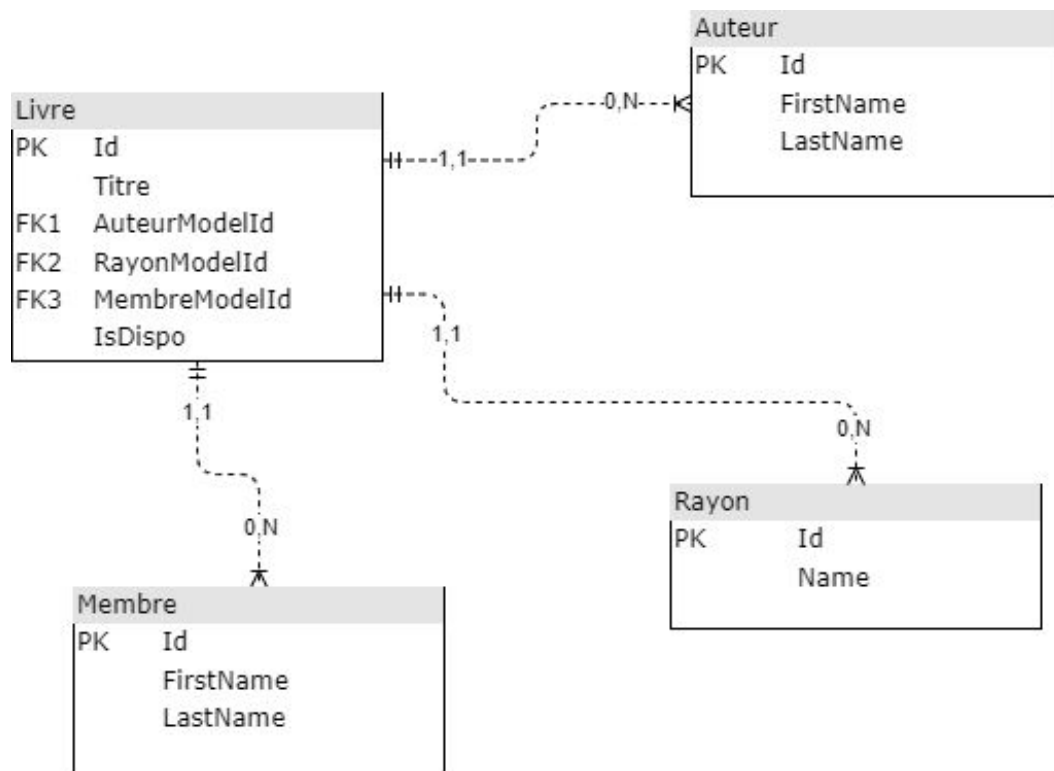 Auteur
PK Id
FirstName
LastName
0,N
1,1
Livre
PK Id
Titre
FK1 AuteurModelId
FK2 RayonModelId
FK3 MembreModelId
IsDispo
1,1
0,N
Rayon
PK Id
Name
1,1
0,N
Membre
PK Id
FirstName
LastName